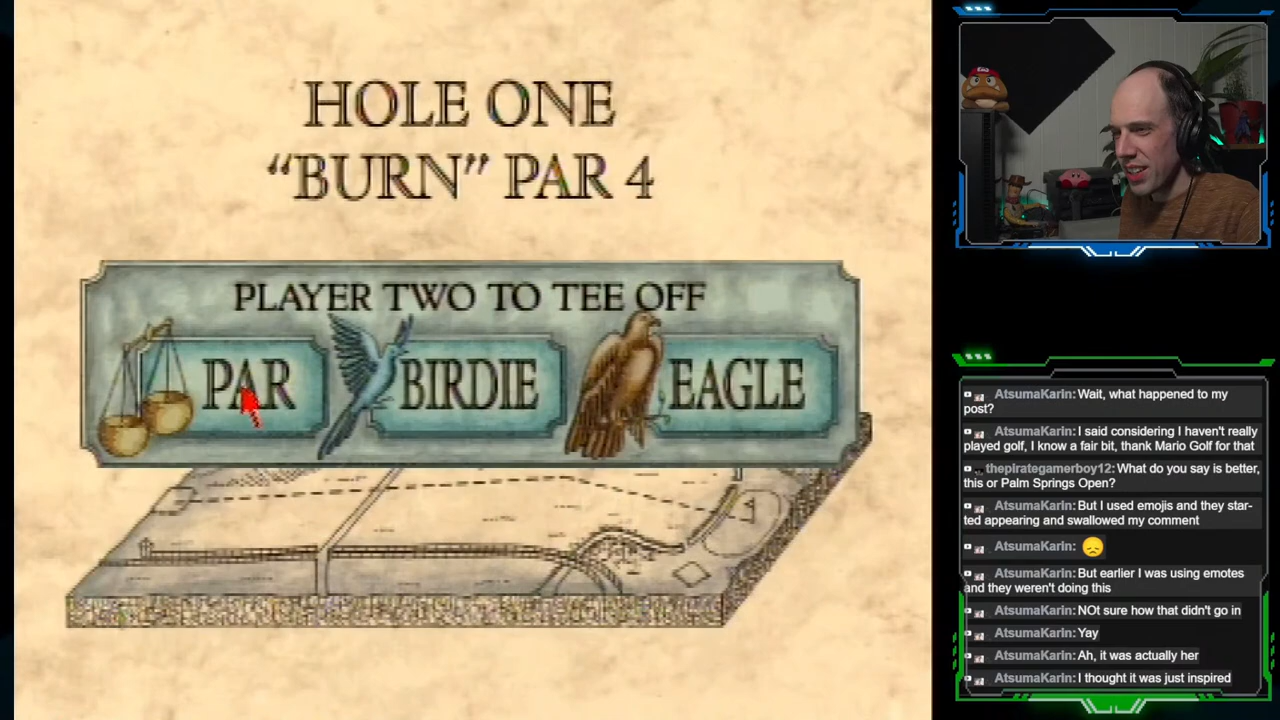 HOLE ONE
“BURN” PAR 4
PLAYER TWO TO TEE OFF
PAR
BIRDIE
EAGLE
AtsumaKarin: Wait, what happened to my
post?
AtsumaKarin: I said considering I haven't really
played golf, I know a fair bit, thank Mario Golf for that
thepirategamerboy12: What do you say is better,
this or Palm Springs Open?
AtsumaKarin: But I used emojis and they star-
ted appearing and swallowed my comment
AtsumaKarin: 😞
AtsumaKarin: But earlier I was using emotes
and they weren't doing this
AtsumaKarin: NOt sure how that didn't go in
AtsumaKarin: Yay
AtsumaKarin: Ah, it was actually her
AtsumaKarin: I thought it was just inspired